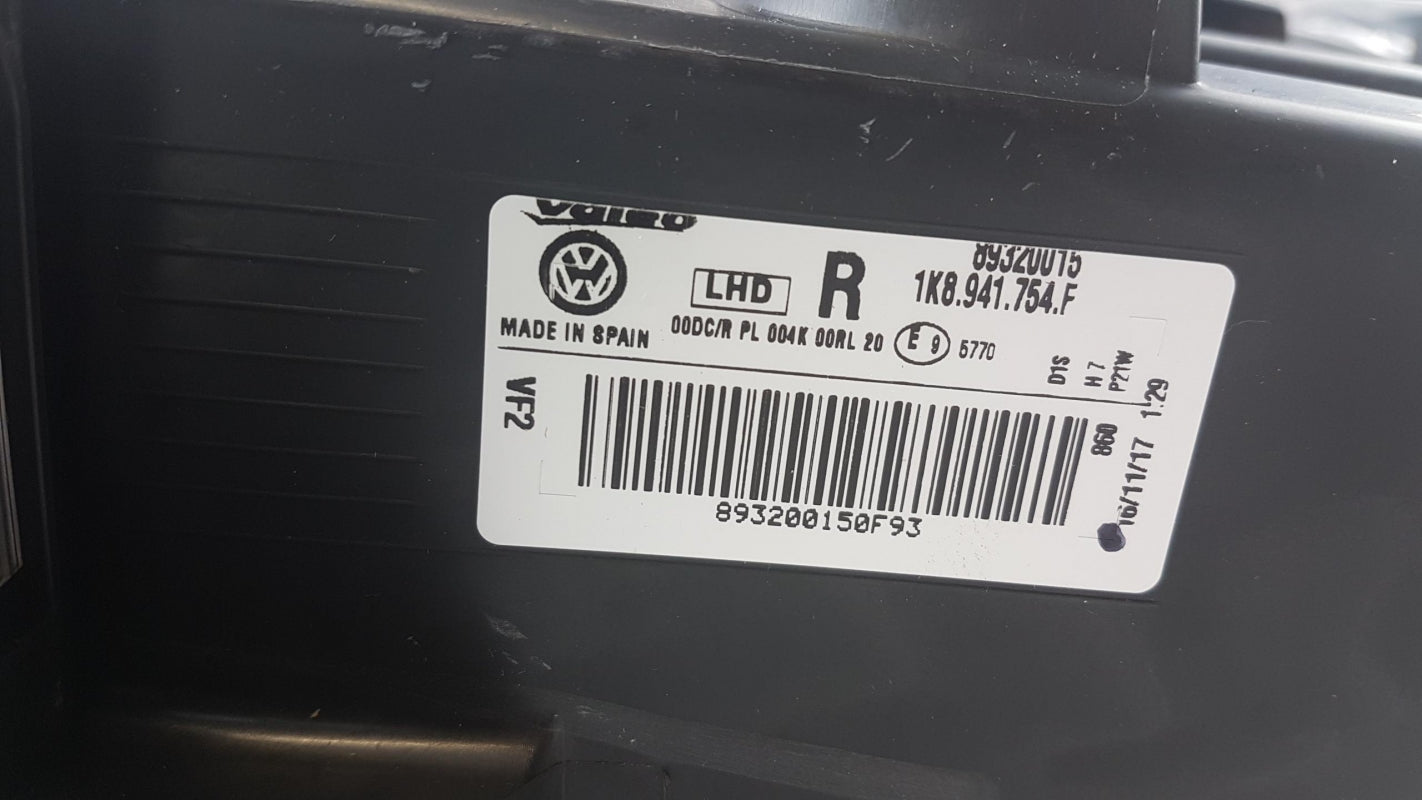 Valeo
89320015
LHD R 1K8.941.754.F
MADE IN SPAIN 00DC/R PL 004K 00RL 20 E 9 5770
D1S
H7
P21W
1:29
VF2
860
16/11/17
893200150F93